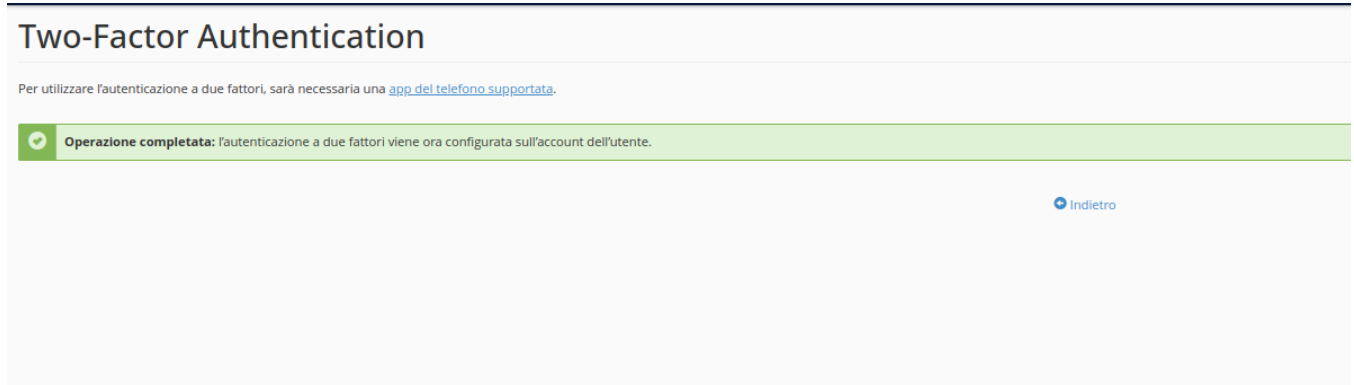 Two-Factor Authentication
Per utilizzare l'autenticazione a due fattori, sarà necessaria una app del telefono supportata.
Operazione completata: l'autenticazione a due fattori viene ora configurata sull'account dell'utente.
Indietro